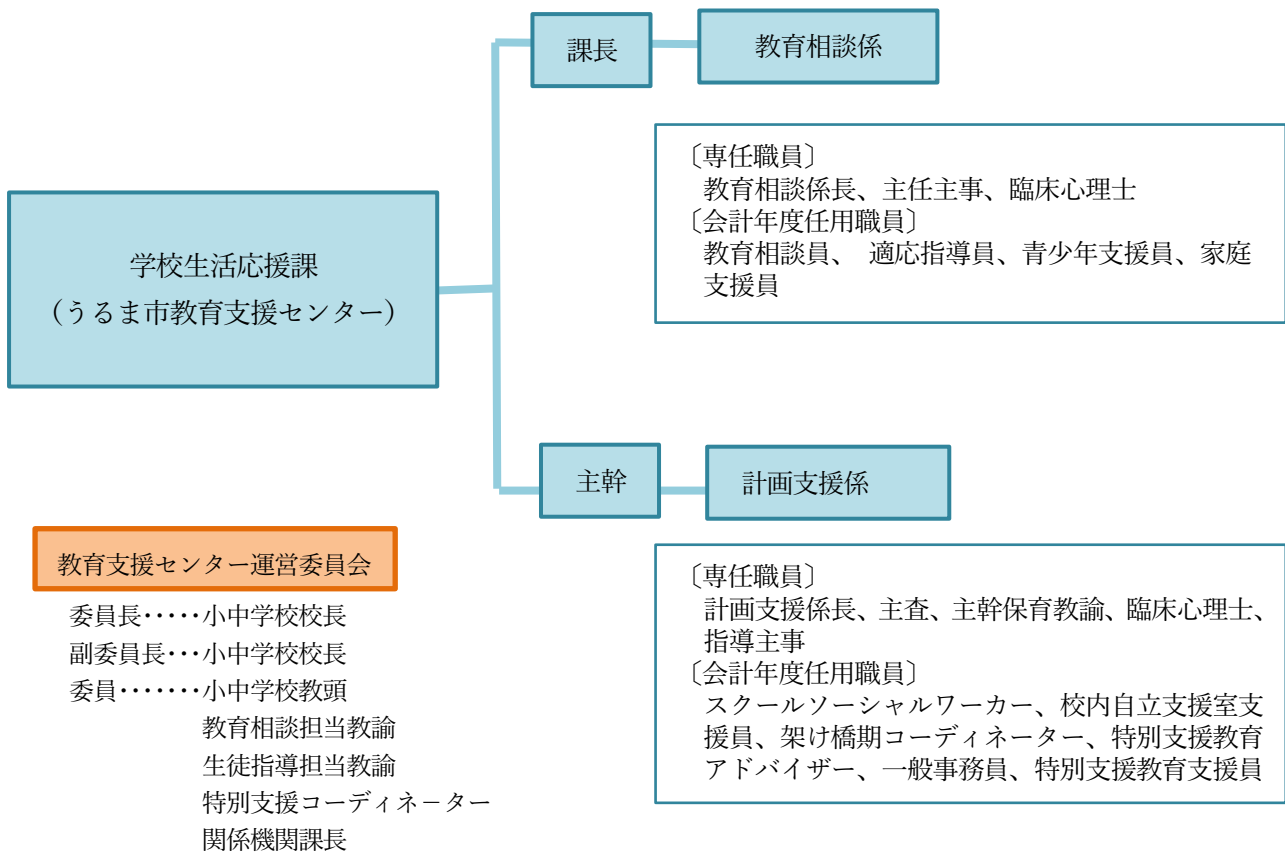 課長
教育相談係
〔専任職員〕
教育相談係長、主任主事、臨床心理士
〔会計年度任用職員〕
教育相談員、 適応指導員、青少年支援員、家庭
支援員
学校生活応援課
（うるま市教育支援センター）
主幹
計画支援係
〔専任職員〕
計画支援係長、主査、主幹保育教諭、臨床心理士、
指導主事
〔会計年度任用職員〕
スクールソーシャルワーカー、校内自立支援室支
援員、架け橋期コーディネーター、特別支援教育
アドバイザー、一般事務員、特別支援教育支援員
教育支援センター運営委員会
委員長・・・・・小中学校校長
副委員長・・・小中学校校長
委員・・・・・・・小中学校教頭
教育相談担当教諭
生徒指導担当教諭
特別支援コーディネ－ター
関係機関課長